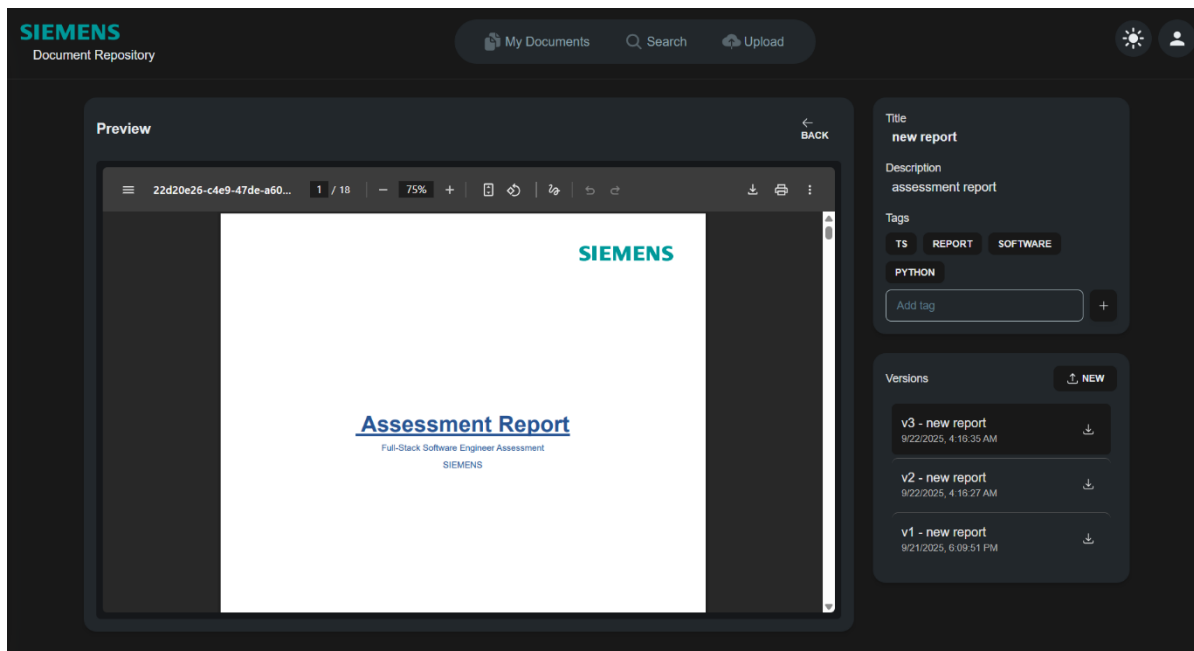 SIEMENS
Document Repository
My Documents
Search
Upload
Preview
BACK
22d20e26-c4e9-47de-a60...
1 / 18
75%
SIEMENS
Assessment Report
Full-Stack Software Engineer Assessment
SIEMENS
Title
new report
Description
assessment report
Tags
TS REPORT SOFTWARE
PYTHON
Add tag
Versions
NEW
v3 - new report
9/22/2025, 4:16:35 AM
v2 - new report
9/22/2025, 4:16:27 AM
v1 - new report
9/21/2025, 6:09:51 PM